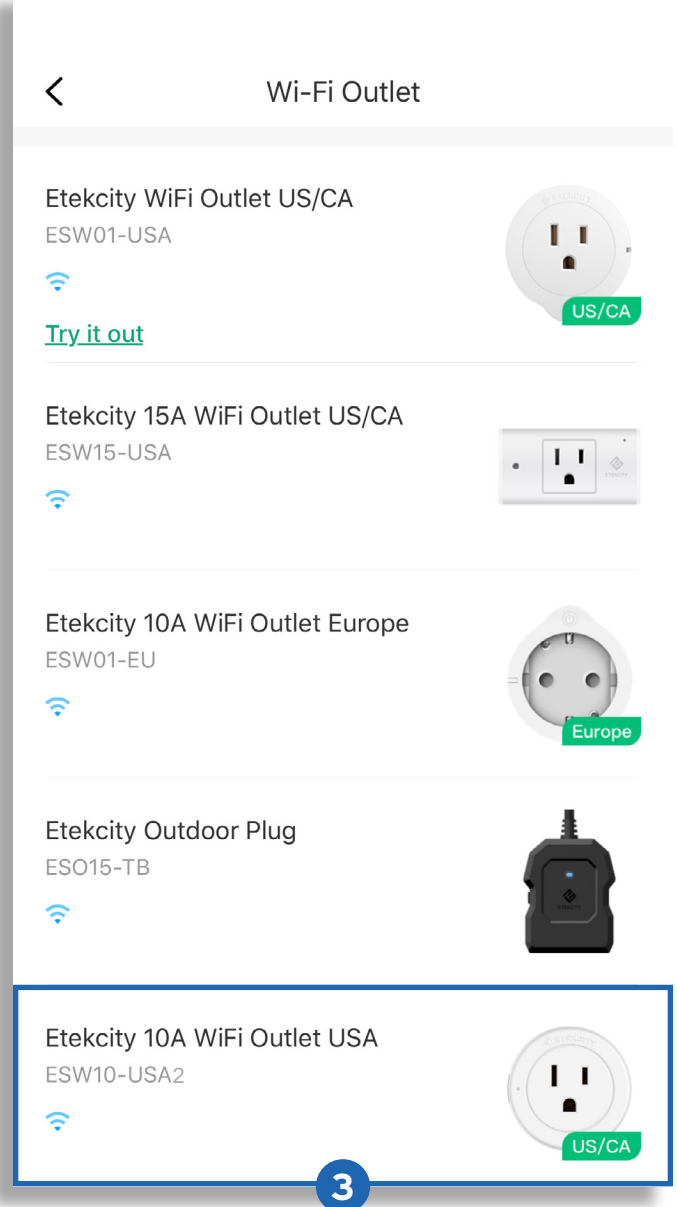 Wi-Fi Outlet
Etekcity WiFi Outlet US/CA
ESW01-USA
US/CA
Try it out
Etekcity 15A WiFi Outlet US/CA
ESW15-USA
ETEKCITY
Etekcity 10A WiFi Outlet Europe
ESW01-EU
Europe
Etekcity Outdoor Plug
ESO15-TB
ETEKCITY
Etekcity 10A WiFi Outlet USA
ESW10-USA2
US/CA
3